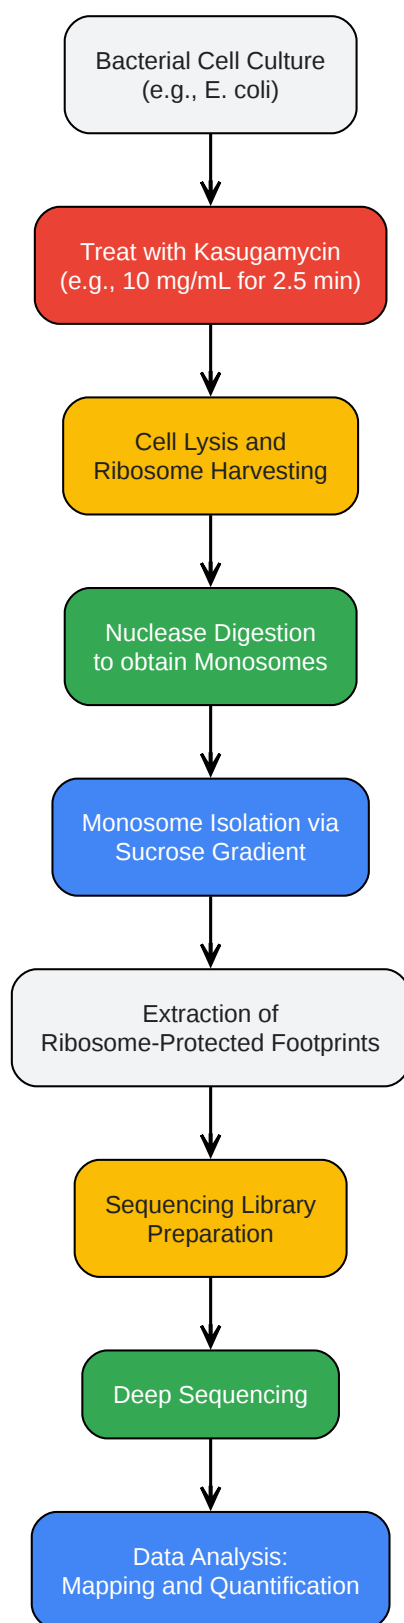 Bacterial Cell Culture
(e.g., E. coli)
Treat with Kasugamycin
(e.g., 10 mg/mL for 2.5 min)
Cell Lysis and
Ribosome Harvesting
Nuclease Digestion
to obtain Monosomes
Monosome Isolation via
Sucrose Gradient
Extraction of
Ribosome-Protected Footprints
Sequencing Library
Preparation
Deep Sequencing
Data Analysis:
Mapping and Quantification